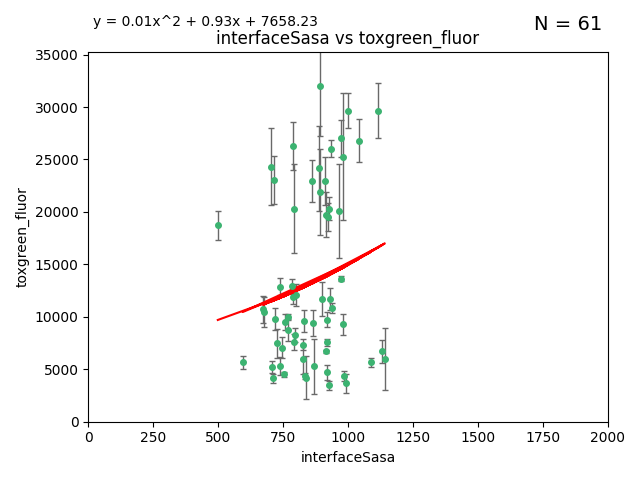 y = 0.01x^2 + 0.93x + 7658.23
N = 61
interfaceSasa vs toxgreen_fluor
35000
30000
25000
20000
15000
10000
5000
0
toxgreen_fluor
0 250 500 750 1000 1250 1500 1750 2000
interfaceSasa